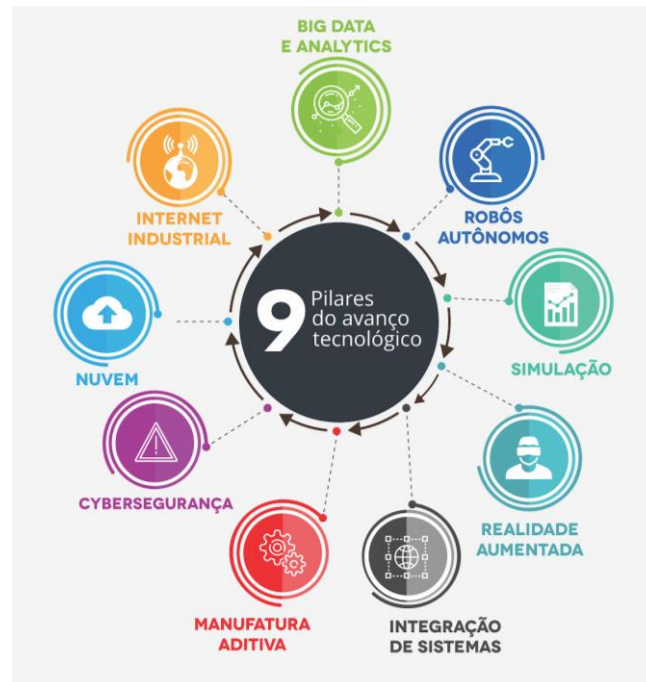 BIG DATA
E ANALYTICS
ROBÔS
AUTÔNOMOS
SIMULAÇÃO
REALIDADE
AUMENTADA
INTEGRAÇÃO
DE SISTEMAS
MANUFATURA
ADITIVA
CYBERSEGURANÇA
NUVEM
INTERNET
INDUSTRIAL
9 Pilares
do avanço
tecnológico